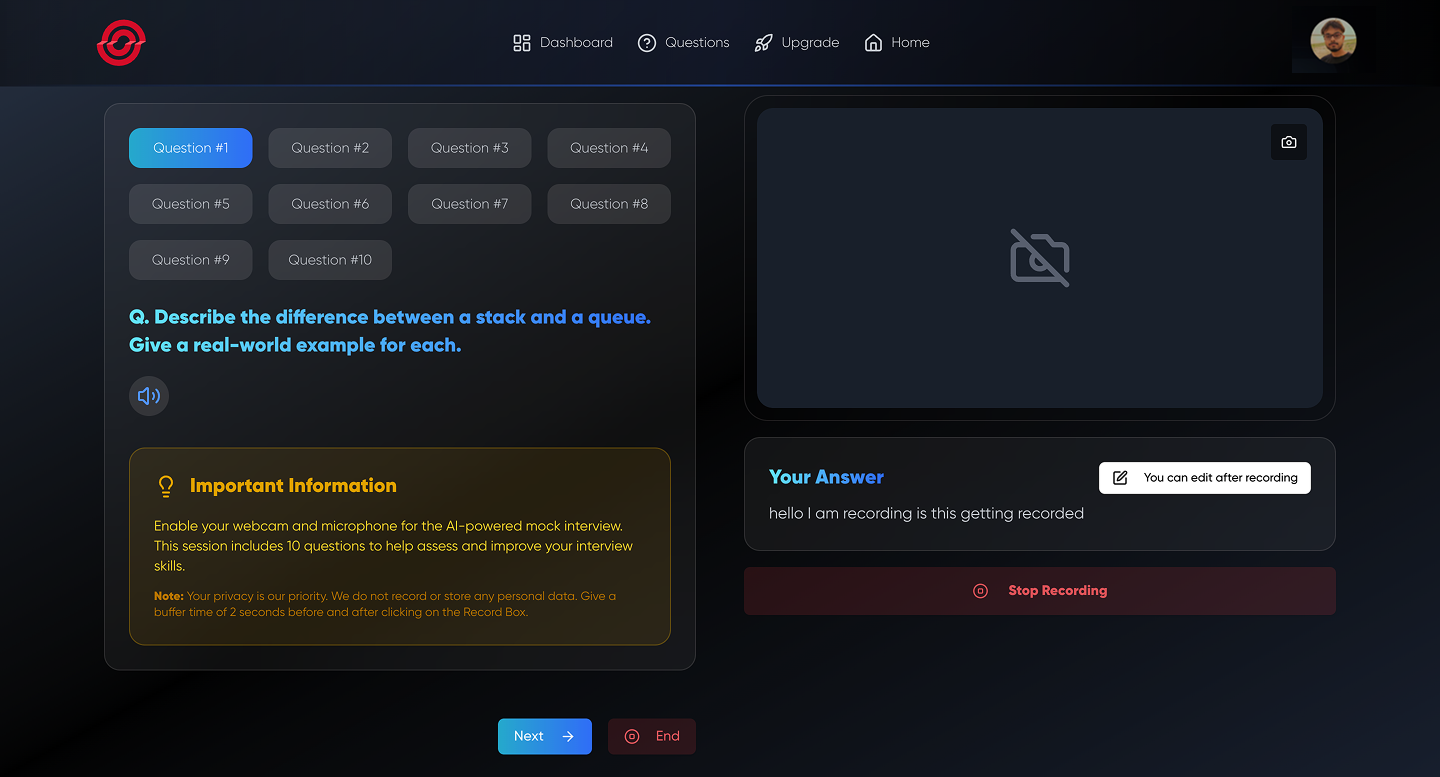 Dashboard
Questions
Upgrade
Home
Question #1
Question #2
Question #3
Question #4
Question #5
Question #6
Question #7
Question #8
Question #9
Question #10
Q. Describe the difference between a stack and a queue.
Give a real-world example for each.
Important Information
Enable your webcam and microphone for the AI-powered mock interview.
This session includes 10 questions to help assess and improve your interview
skills.
Note: Your privacy is our priority. We do not record or store any personal data. Give a
buffer time of 2 seconds before and after clicking on the Record Box.
Next
End
Your Answer
You can edit after recording
hello I am recording is this getting recorded
Stop Recording